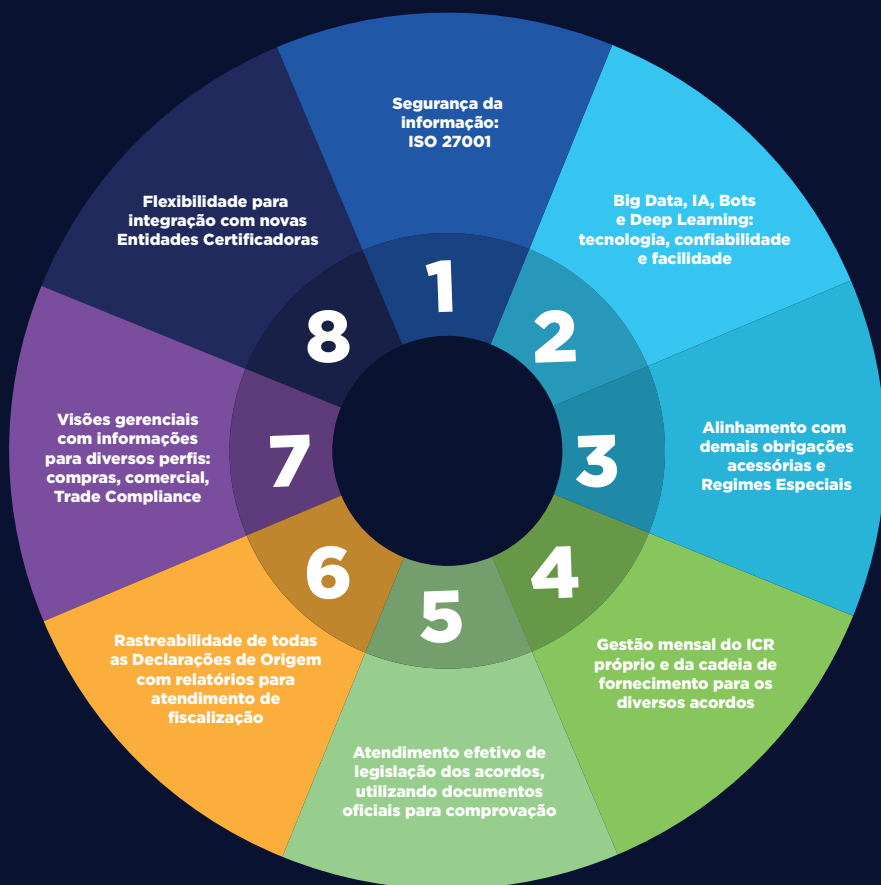 Segurança da
informação:
ISO 27001
1
Big Data, IA, Bots
e Deep Learning:
tecnologia, confiabilidade
e facilidade
2
Alinhamento com
demais obrigações
acessórias e
Regimes Especiais
3
Gestão mensal do ICR
próprio e da cadeia de
fornecimento para os
diversos acordos
4
Atendimento efetivo de
legislação dos acordos,
utilizando documentos
oficiais para comprovação
5
Rastreabilidade de todas
as Declarações de Origem
com relatórios para
atendimento de
fiscalização
6
Visões gerenciais
com informações
para diversos perfis:
compras, comercial,
Trade Compliance
7
Flexibilidade para
integração com novas
Entidades Certificadoras
8